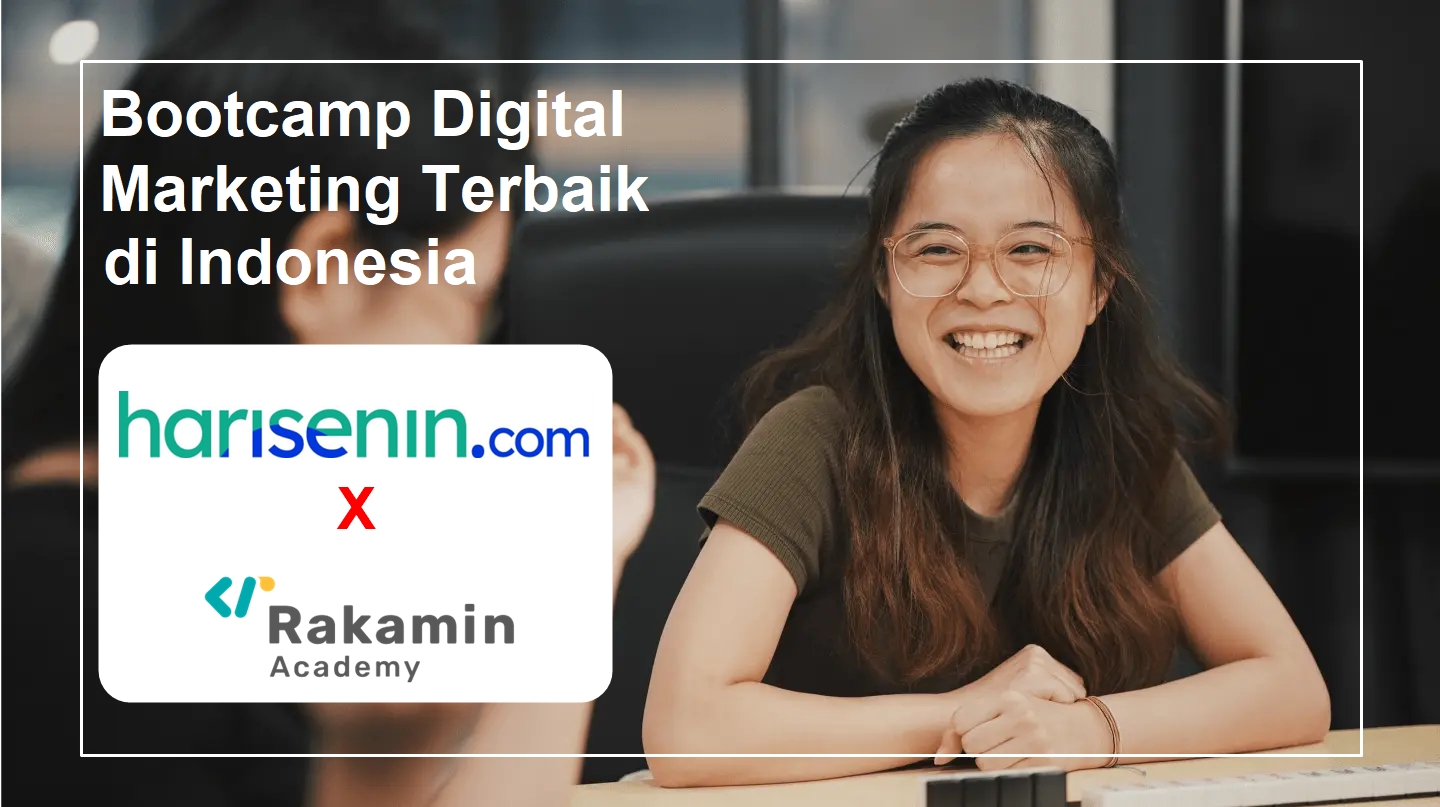 Bootcamp Digital
Marketing Terbaik
di Indonesia
harisenin.com
X
Rakamin
Academy